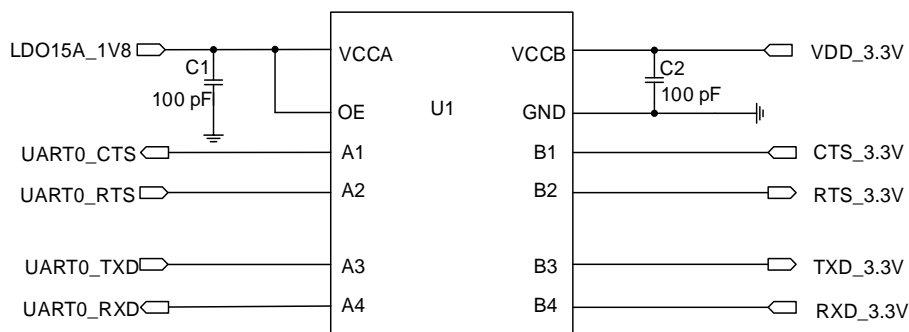 LDO15A_1V8
C1
100 pF
VCCA
OE
U1
VCCB
GND
C2
100 pF
VDD_3.3V
UART0_CTS
A1
B1
CTS_3.3V
UART0_RTS
A2
B2
RTS_3.3V
UART0_TXD
A3
B3
TXD_3.3V
UART0_RXD
A4
B4
RXD_3.3V